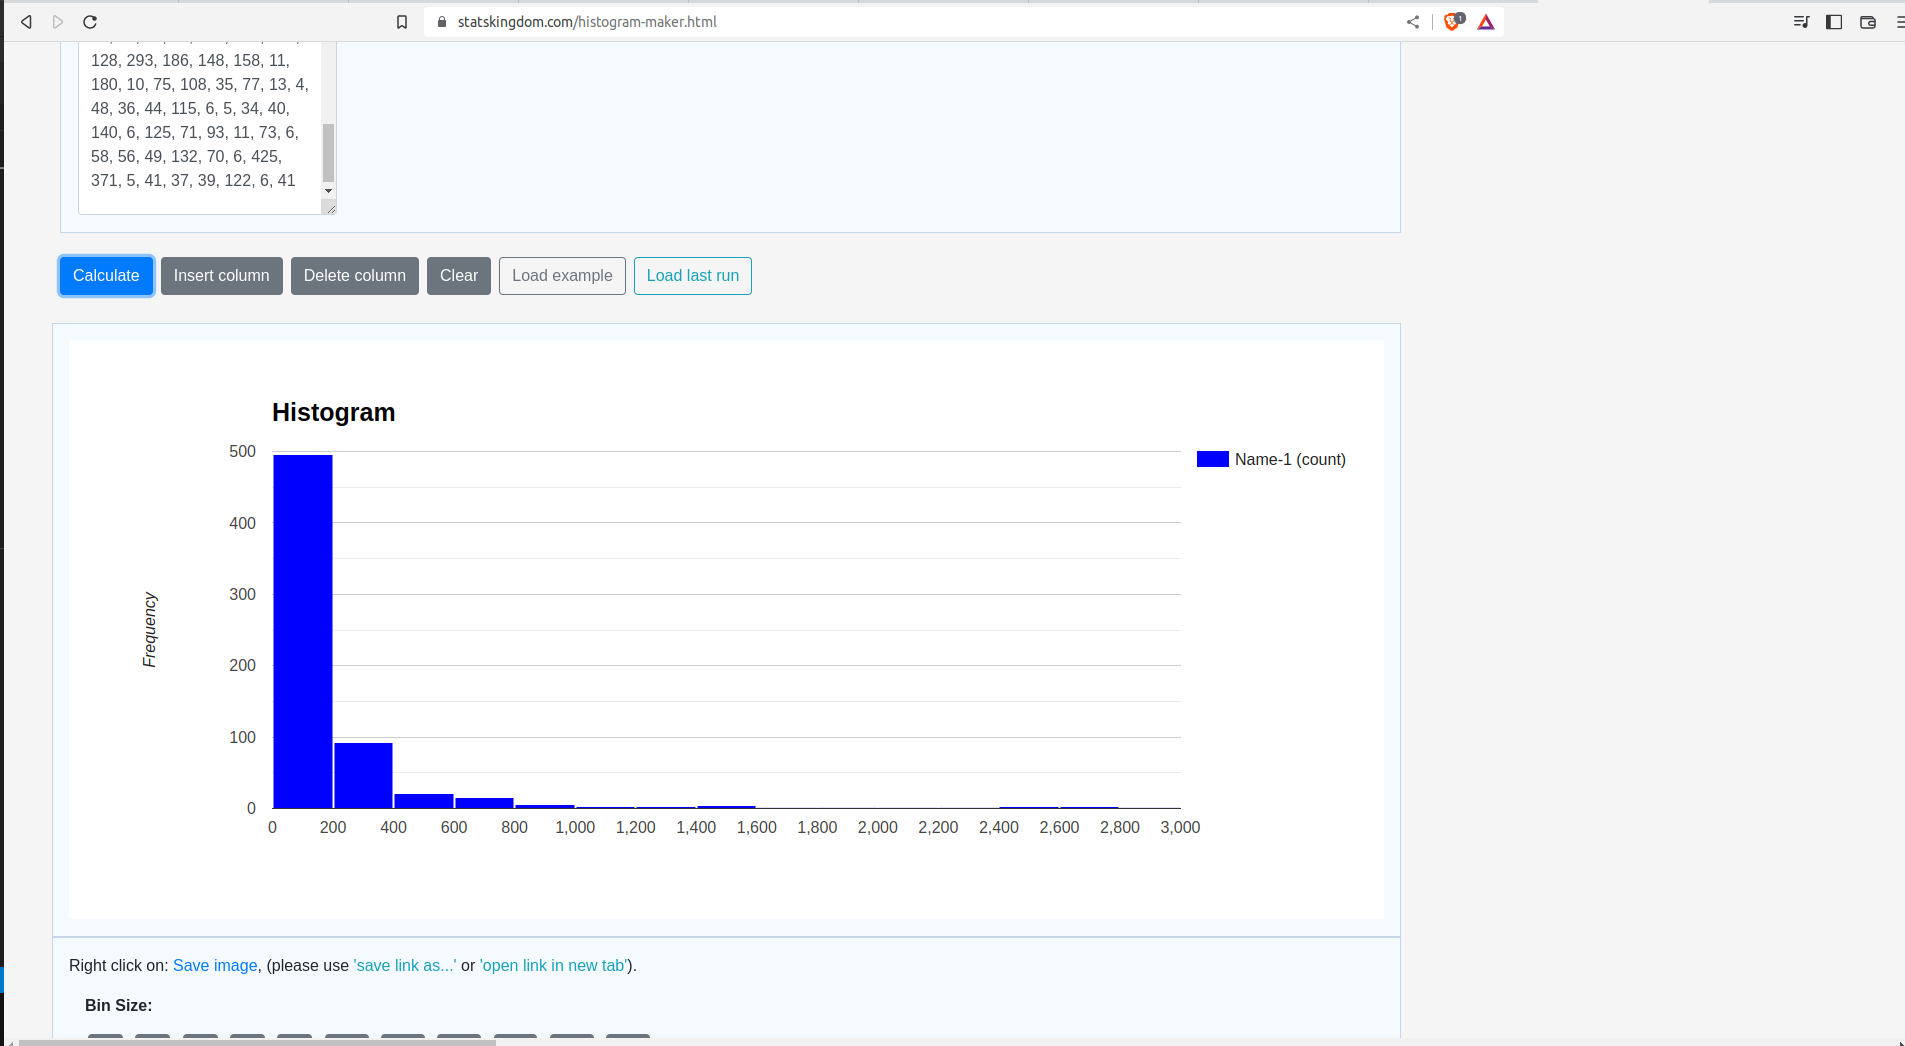 statskingdom.com/histogram-maker.html
1
128, 293, 186, 148, 158, 11,
180, 10, 75, 108, 35, 77, 13, 4,
48, 36, 44, 115, 6, 5, 34, 40,
140, 6, 125, 71, 93, 11, 73, 6,
58, 56, 49, 132, 70, 6, 425,
371, 5, 41, 37, 39, 122, 6, 41
Calculate Insert column Delete column Clear Load example Load last run
Histogram
500
400
300
200
100
0
Frequency
Name-1 (count)
0 200 400 600 800 1,000 1,200 1,400 1,600 1,800 2,000 2,200 2,400 2,600 2,800 3,000
Right click on: Save image, (please use 'save link as...' or 'open link in new tab').
Bin Size: